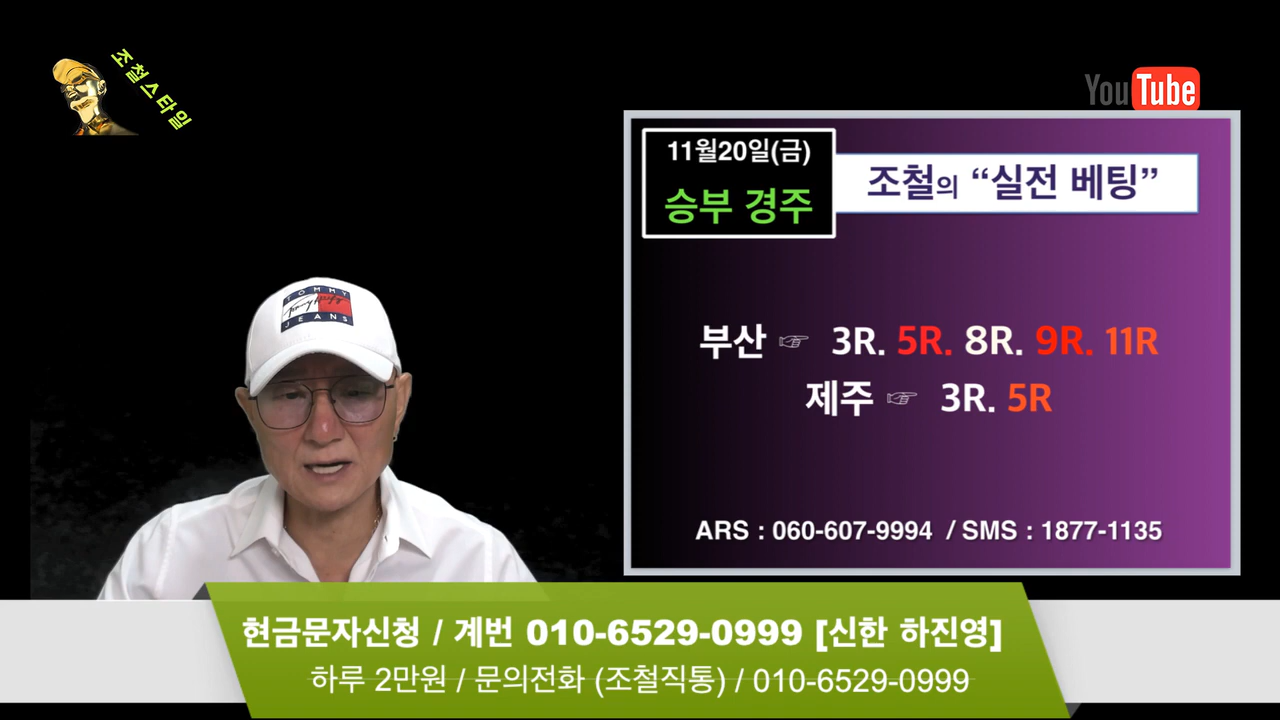 조철스타일
YouTube
11월20일(금)
승부 경주
조철의 “실전 베팅”
부산 ☞ 3R. 5R. 8R. 9R. 11R
제주 ☞ 3R. 5R
ARS : 060-607-9994 / SMS : 1877-1135
TOMMY
JEANS
현금문자신청 / 계번 010-6529-0999 [신한 하진영]
하루 2만원 / 문의전화 (조철직통) / 010-6529-0999